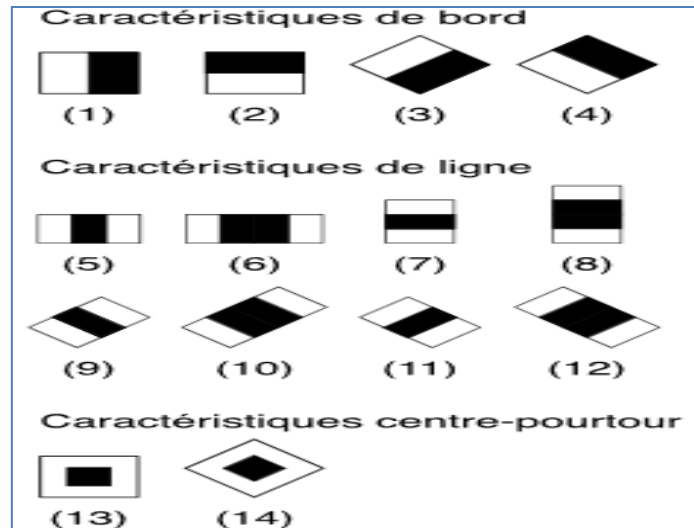 Caractéristiques de bord
(1) (2) (3) (4)
Caractéristiques de ligne
(5) (6) (7) (8)
(9) (10) (11) (12)
Caractéristiques centre-pourtour
(13) (14)